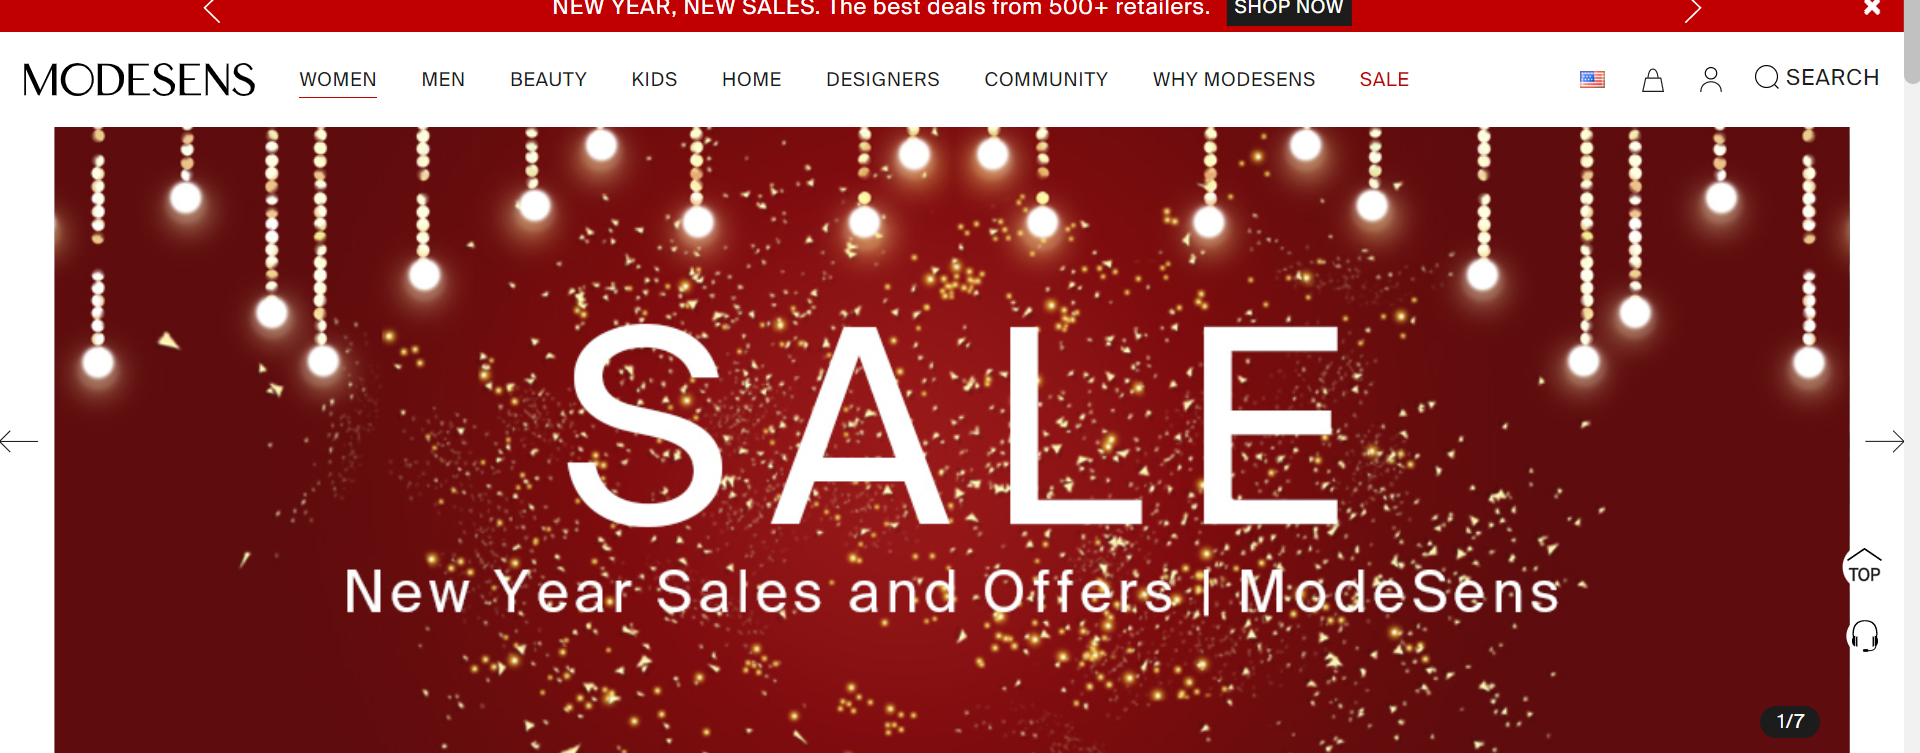 NEW YEAR, NEW SALES. The best deals from 500+ retailers. SHOP NOW
MODESENS WOMEN MEN BEAUTY KIDS HOME DESIGNERS COMMUNITY WHY MODESENS SALE SEARCH
SALE
New Year Sales and Offers | ModeSens
TOP
1/7